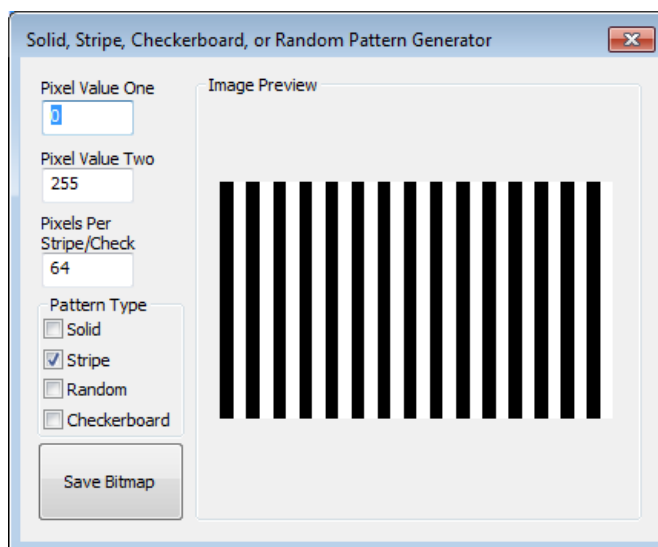 Solid, Stripe, Checkerboard, or Random Pattern Generator
Pixel Value One
0
Pixel Value Two
255
Pixels Per
Stripe/Check
64
Pattern Type
Solid
Stripe
Random
Checkerboard
Save Bitmap
Image Preview